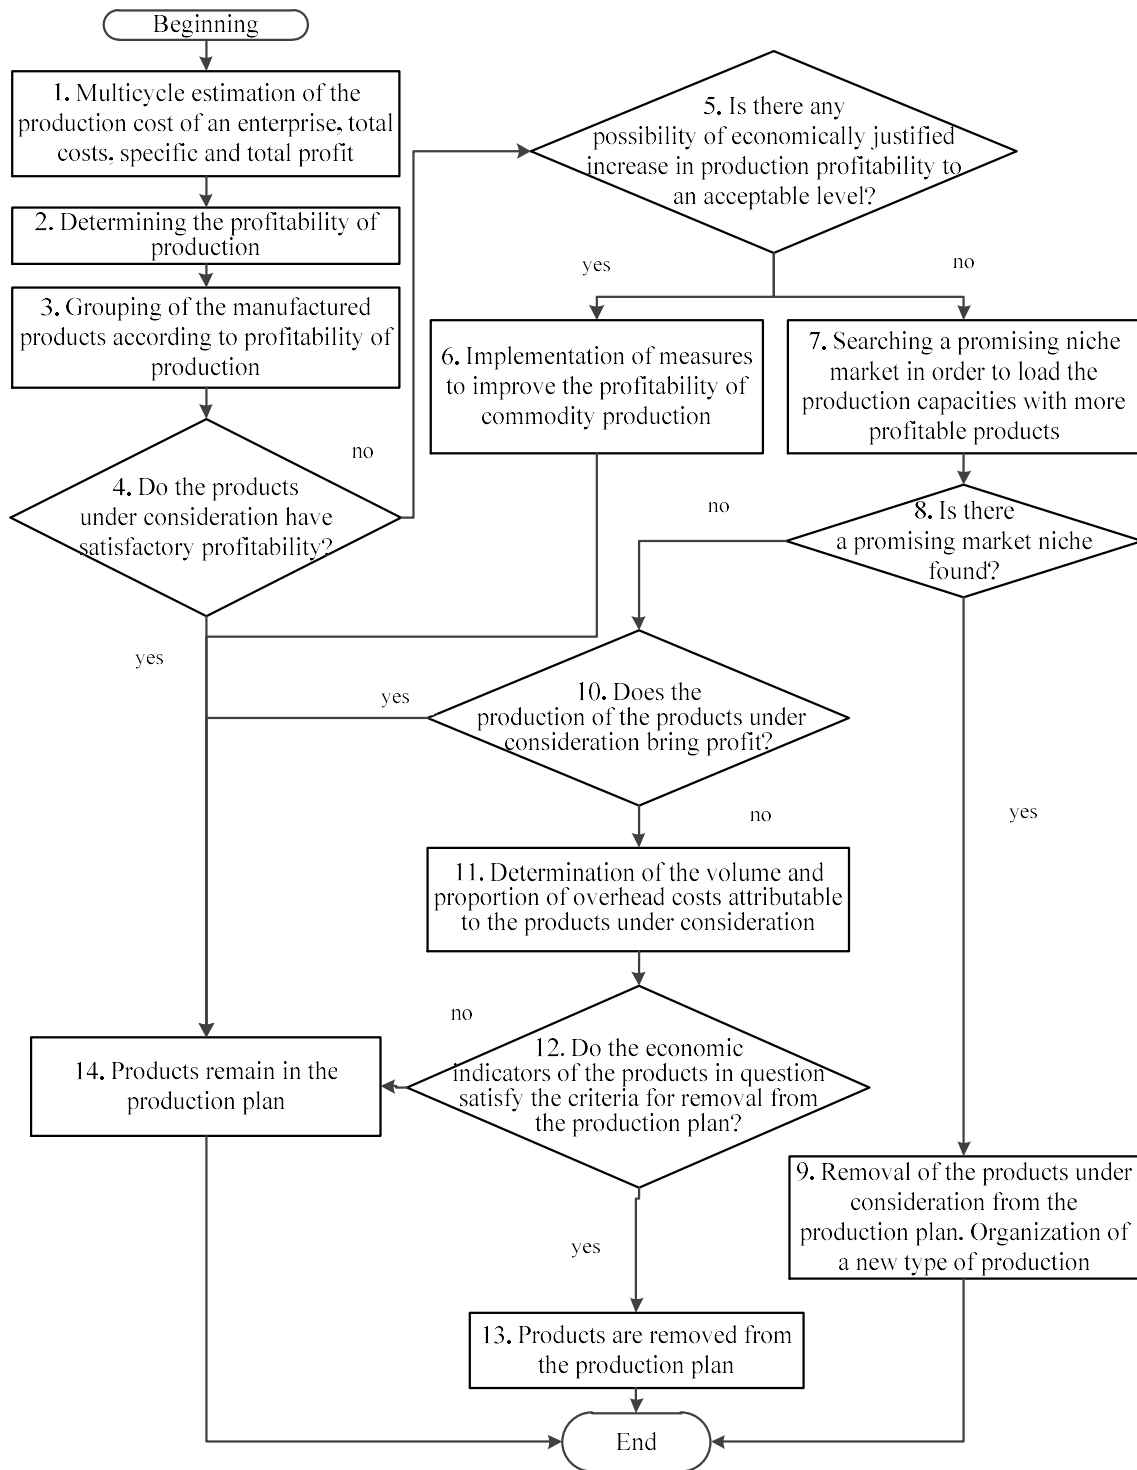 Beginning
1. Multicycle estimation of the
production cost of an enterprise, total
costs, specific and total profit
2. Determining the profitability of
production
3. Grouping of the manufactured
products according to profitability of
production
no
4. Do the products
under consideration have
satisfactory profitability?
yes
5. Is there any
possibility of economically justified
increase in production profitability to
an acceptable level?
yes
no
6. Implementation of measures
to improve the profitability of
commodity production
7. Searching a promising niche
market in order to load the
production capacities with more
profitable products
no
8. Is there
a promising market niche
found?
yes
yes
10. Does the
production of the products under
consideration bring profit?
no
11. Determination of the volume and
proportion of overhead costs attributable
to the products under consideration
no
12. Do the economic
indicators of the products in question
satisfy the criteria for removal from
the production plan?
yes
14. Products remain in the
production plan
9. Removal of the products under
consideration from the
production plan. Organization of
a new type of production
13. Products are removed from
the production plan
End